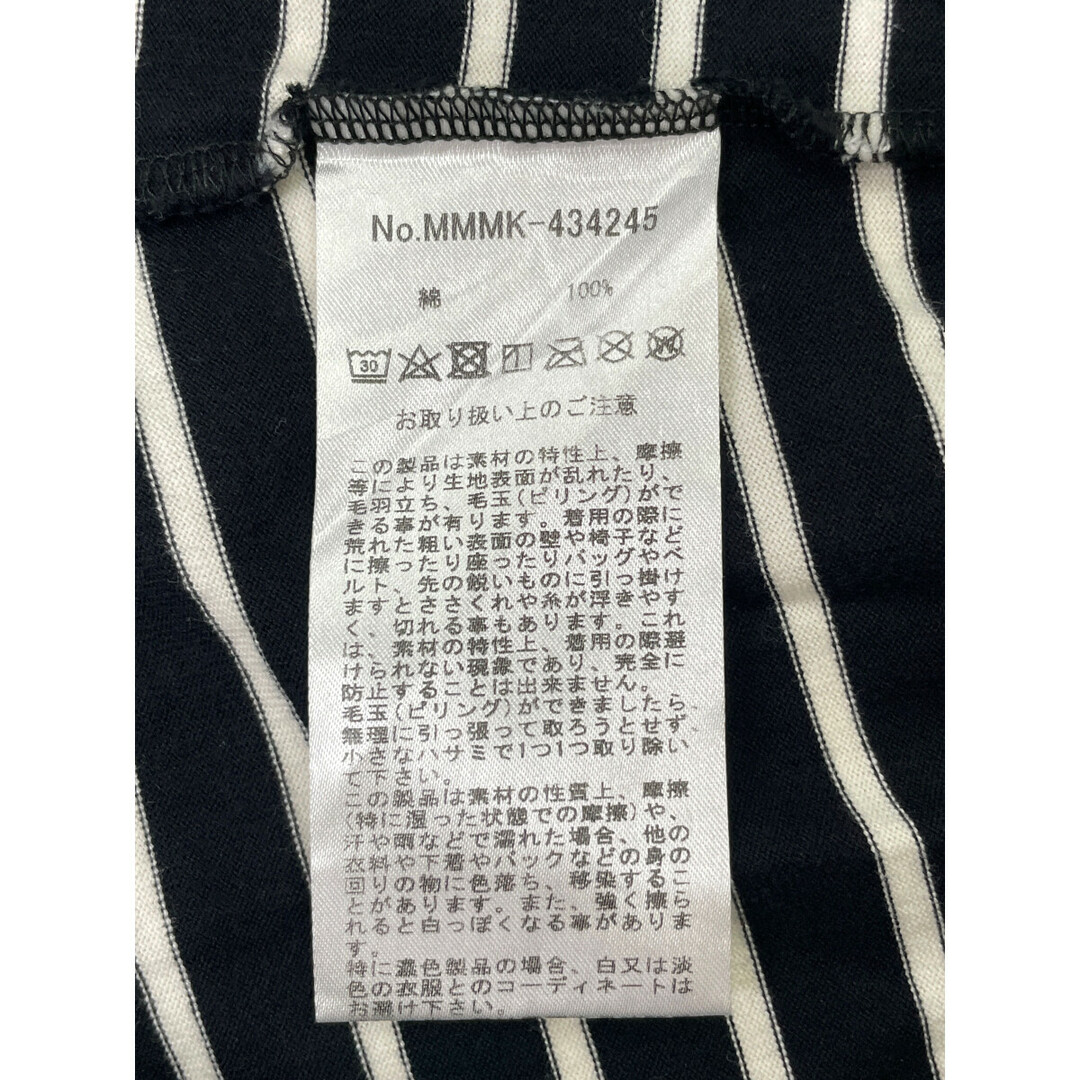 No.MMMK-434245
綿 100%
30
お取り扱い上のご注意
この製品は素材の特性上、摩擦
等により生地表面が乱れたり、
毛羽立ち、毛玉(ピリング)がで
きる事が有ります。着用の際に
荒れた粗い表面の壁や椅子など
に擦ったり座ったりバッグやベ
ルト、先の鋭いものに引っ掛け
ますとささくれや糸が浮きやす
く、切れる事もあります。これ
は、素材の特性上、着用の際避
けられない現象であり、完全に
防止することは出来ません。
毛玉(ピリング)ができましたら、
無理に引っ張って取ろうとせず、
小さなハサミで1つ1つ取り除い
て下さい。
この製品は素材の性質上、摩擦
(特に湿った状態での摩擦)や、
汗や雨などで濡れた場合、他の
衣料や下着やバックなどの身の
回りの物に色落ち、移染するこ
とがあります。また、強く擦ら
れると白っぽくなる事がありま
す。
特に濃色製品の場合、白又は淡
色の衣服とのコーディネートは
お避け下さい。